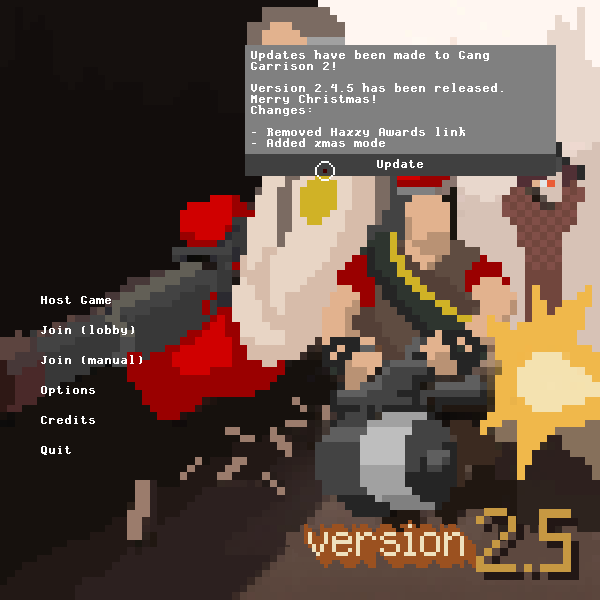 Updates have been made to Gang
Garrison 2!
Version 2.4.5 has been released.
Merry Christmas!
Changes:
- Removed Haxxy Awards link
- Added xmas mode
Update
Host Game
Join (lobby)
Join (manual)
Options
Credits
Quit
version 2.5